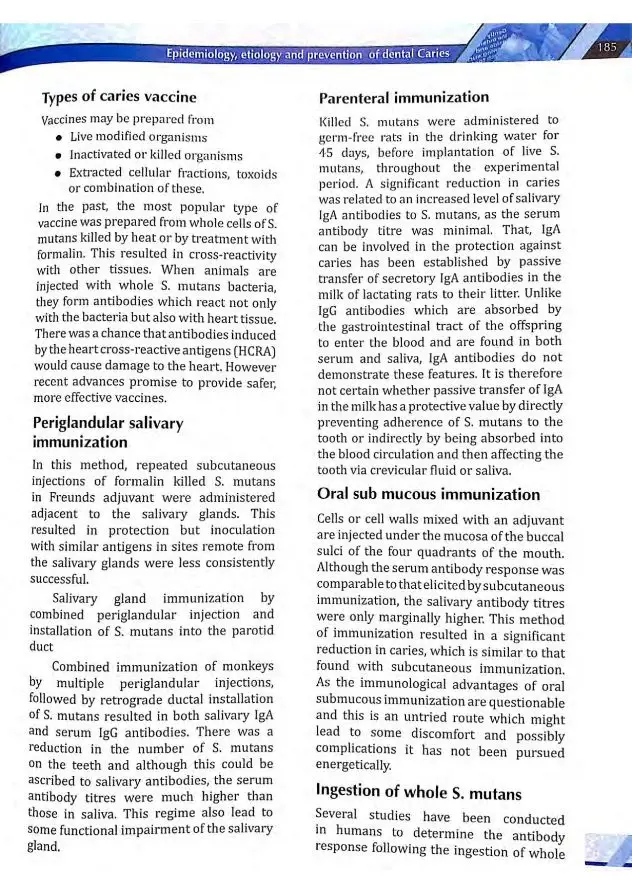 Epidemiology, etiology and prevention of dental Caries
185
Types of caries vaccine
Vaccines may be prepared from
• Live modified organisms
• Inactivated or killed organisms
• Extracted cellular fractions, toxoids
or combination of these.
In the past, the most popular type of
vaccine was prepared from whole cells of S.
mutans killed by heat or by treatment with
formalin. This resulted in cross-reactivity
with other tissues. When animals are
injected with whole S. mutans bacteria,
they form antibodies which react not only
with the bacteria but also with heart tissue.
There was a chance that antibodies induced
by the heart cross-reactive antigens (HCRA)
would cause damage to the heart. However
recent advances promise to provide safer,
more effective vaccines.
Periglandular salivary
immunization
In this method, repeated subcutaneous
injections of formalin killed S. mutans
in Freunds adjuvant were administered
adjacent to the salivary glands. This
resulted in protection but inoculation
with similar antigens in sites remote from
the salivary glands were less consistently
successful.
Salivary gland immunization by
combined periglandular injection and
installation of S. mutans into the parotid
duct
Combined immunization of monkeys
by multiple periglandular injections,
followed by retrograde ductal installation
of S. mutans resulted in both salivary IgA
and serum IgG antibodies. There was a
reduction in the number of S. mutans
on the teeth and although this could be
ascribed to salivary antibodies, the serum
antibody titres were much higher than
those in saliva. This regime also lead to
some functional impairment of the salivary
gland.
Parenteral immunization
Killed S. mutans were administered to
germ-free rats in the drinking water for
45 days, before implantation of live S.
mutans, throughout the experimental
period. A significant reduction in caries
was related to an increased level of salivary
IgA antibodies to S. mutans, as the serum
antibody titre was minimal. That, IgA
can be involved in the protection against
caries has been established by passive
transfer of secretory IgA antibodies in the
milk of lactating rats to their litter. Unlike
IgG antibodies which are absorbed by
the gastrointestinal tract of the offspring
to enter the blood and are found in both
serum and saliva, IgA antibodies do not
demonstrate these features. It is therefore
not certain whether passive transfer of IgA
in the milk has a protective value by directly
preventing adherence of S. mutans to the
tooth or indirectly by being absorbed into
the blood circulation and then affecting the
tooth via crevicular fluid or saliva.
Oral sub mucous immunization
Cells or cell walls mixed with an adjuvant
are injected under the mucosa of the buccal
sulci of the four quadrants of the mouth.
Although the serum antibody response was
comparable to that elicited by subcutaneous
immunization, the salivary antibody titres
were only marginally higher. This method
of immunization resulted in a significant
reduction in caries, which is similar to that
found with subcutaneous immunization.
As the immunological advantages of oral
submucous immunization are questionable
and this is an untried route which might
lead to some discomfort and possibly
complications it has not been pursued
energetically.
Ingestion of whole S. mutans
Several studies have been conducted
in humans to determine the antibody
response following the ingestion of whole